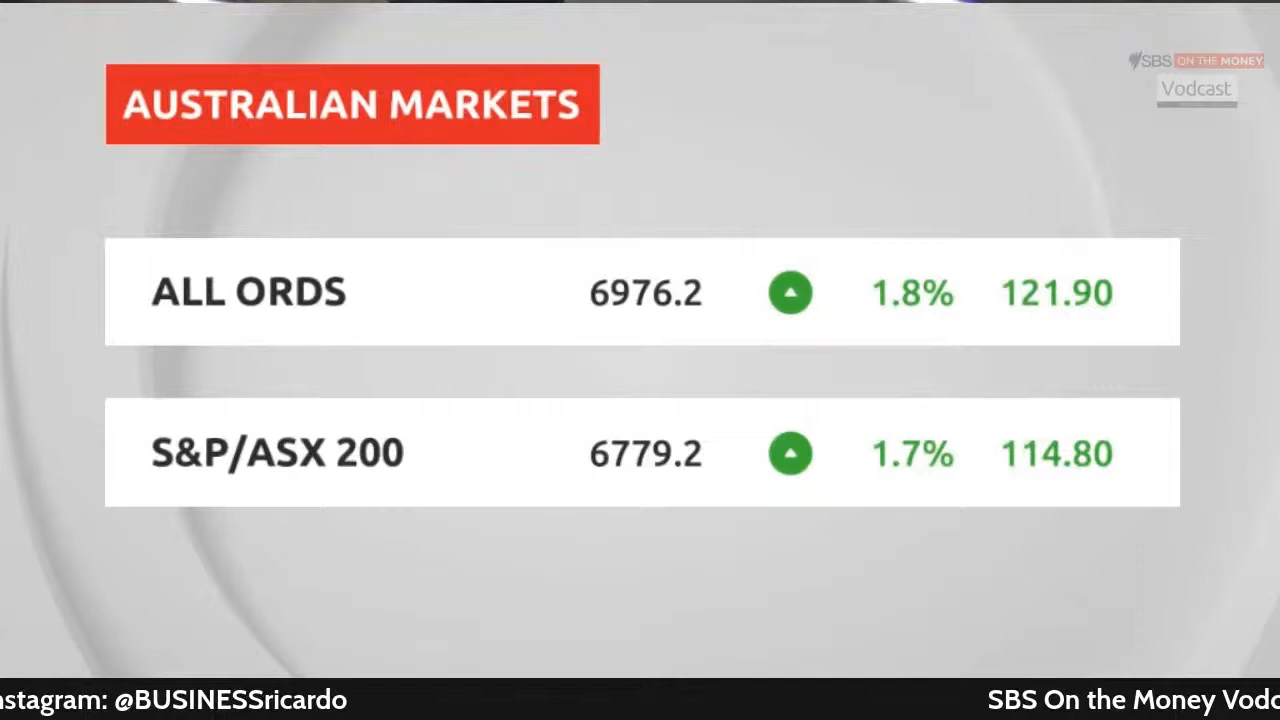 SBS ON THE MONEY
Vodcast
AUSTRALIAN MARKETS
ALL ORDS 6976.2 1.8% 121.90
S&P/ASX 200 6779.2 1.7% 114.80
nstagram: @BUSINESSricardo SBS On the Money Vodc